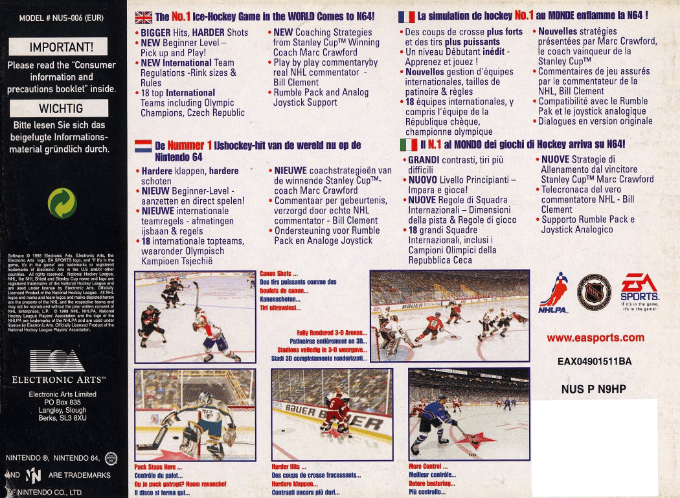 MODEL # NUS-006 (EUR)
IMPORTANT!
Please read the "Consumer
information and
precautions booklet" inside.
WICHTIG
Bitte lesen Sie sich das
beigefugte Informations-
material gründlich durch.
ELECTRONIC ARTS™
Electronic Arts Limited
PO Box 835
Langley, Slough
Berks, SL3 8XU
NINTENDO ®, NINTENDO 64,
AND N ARE TRADEMARKS
OF NINTENDO CO., LTD.
The No.1 Ice-Hockey Game in the WORLD Comes to N64!
• BIGGER Hits, HARDER Shots
• NEW Beginner Level –
Pick up and Play!
• NEW International Team
Regulations -Rink sizes &
Rules
• 18 top International
Teams including Olympic
Champions, Czech Republic
• NEW Coaching Strategies
from Stanley Cup™ Winning
Coach Marc Crawford
• Play by play commentaryby
real NHL commentator -
Bill Clement
• Rumble Pack and Analog
Joystick Support
La simulation de hockey No.1 au MONDE enflamme la N64 !
• Des coups de crosse plus forts
et des tirs plus puissants
• Un niveau Débutant inédit -
Apprenez et jouez !
• Nouvelles gestion d'équipes
internationales, tailles de
patinoire & règles
• 18 équipes internationales, y
compris l'équipe de la
République chèque,
championne olympique
• Nouvelles stratégies
présentées par Marc Crawford,
le coach vainqueur de la
Stanley Cup™
• Commentaires de jeu assurés
par le commentateur de la
NHL, Bill Clement
• Compatibilité avec le Rumble
Pak et le joystick analogique
• Dialogues en version originale
De Nummer 1 IJshockey-hit van de wereld nu op de
Nintendo 64
• Hardere klappen, hardere
schoten
• NIEUW Beginner-Level -
aanzetten en direct spelen!
• NIEUWE internationale
teamregels - afmetingen
ijsbaan & regels
• 18 internationale topteams,
waaronder Olympisch
Kampioen Tsjechië
• NIEUWE coachstrategieën van
de winnende Stanley Cup™-
coach Marc Crawford
• Commentaar per gebeurtenis,
verzorgd door echte NHL
commentator - Bill Clement
• Ondersteuning voor Rumble
Pack en Analoge Joystick
Il N.1 al MONDO dei giochi di Hockey arriva su N64!
• GRANDI contrasti, tiri più
difficili
• NUOVO Livello Principianti –
Impara e gioca!
• NUOVE Regole di Squadra
Internazionali – Dimensioni
della pista & Regole di gioco
• 18 grandi Squadre
Internazionali, inclusi i
Campioni Olimpici della
Repubblica Ceca
• NUOVE Strategie di
Allenamento dal vincitore
Stanley Cup™ Marc Crawford
• Telecronaca del vero
commentatore NHL - Bill
Clement
• Supporto Rumble Pack e
Joystick Analogico
Canon Shots ...
Des tirs puissants comme des
boulets de canon...
Kanonschoten...
Tiri ultraveloci...
Fully Rendered 3-D Arenas...
Patinoires entièrement en 3D...
Stadions volledig in 3-D weergave...
Stadi 3D completamente renderizzati...
BAUER BAUER
Puck Stops Here ...
Contrôle du palet...
Op je puck getrapt? Neem revanche!
Il disco si ferma qui...
Harder Hits ...
Des coups de crosse fracassants...
Hardere klappen...
Contrasti ancora più duri...
More Control ...
Meilleur contrôle...
Betere besturing...
Più controllo...
NHLPA
EA
SPORTS
If it's in the game,
it's in the game.
www.easports.com
EAX04901511BA
NUS P N9HP